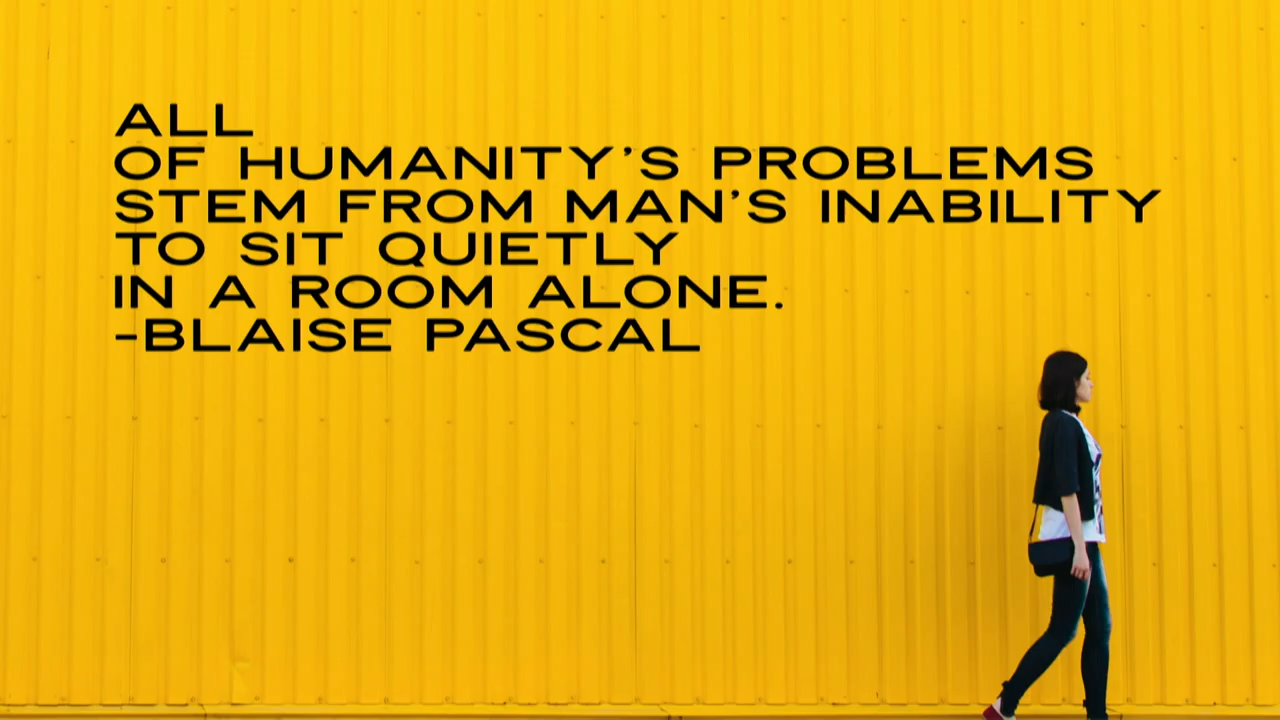 ALL
OF HUMANITY'S PROBLEMS
STEM FROM MAN'S INABILITY
TO SIT QUIETLY
IN A ROOM ALONE.
-BLAISE PASCAL